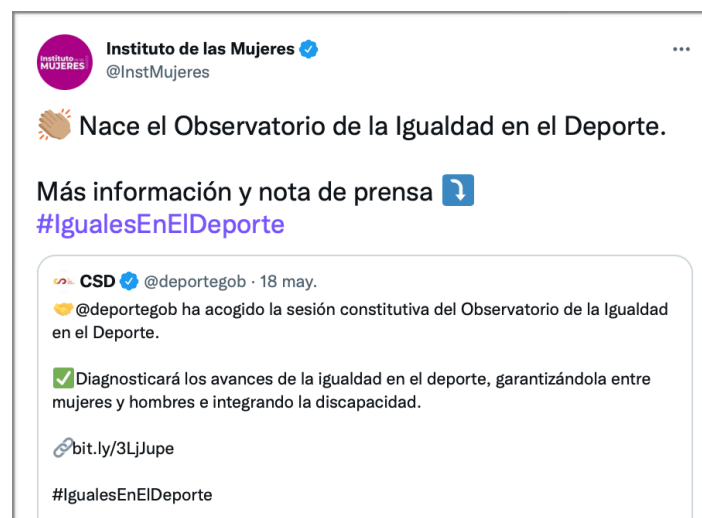 Instituto de las Mujeres
@InstMujeres
Instituto de las
MUJERES
👏🏽 Nace el Observatorio de la Igualdad en el Deporte.
Más información y nota de prensa ⤵️
#IgualesEnElDeporte
CSD @deportegob · 18 may.
🤝@deportegob ha acogido la sesión constitutiva del Observatorio de la Igualdad
en el Deporte.
✅Diagnosticará los avances de la igualdad en el deporte, garantizándola entre
mujeres y hombres e integrando la discapacidad.
🔗bit.ly/3LjJupe
#IgualesEnElDeporte